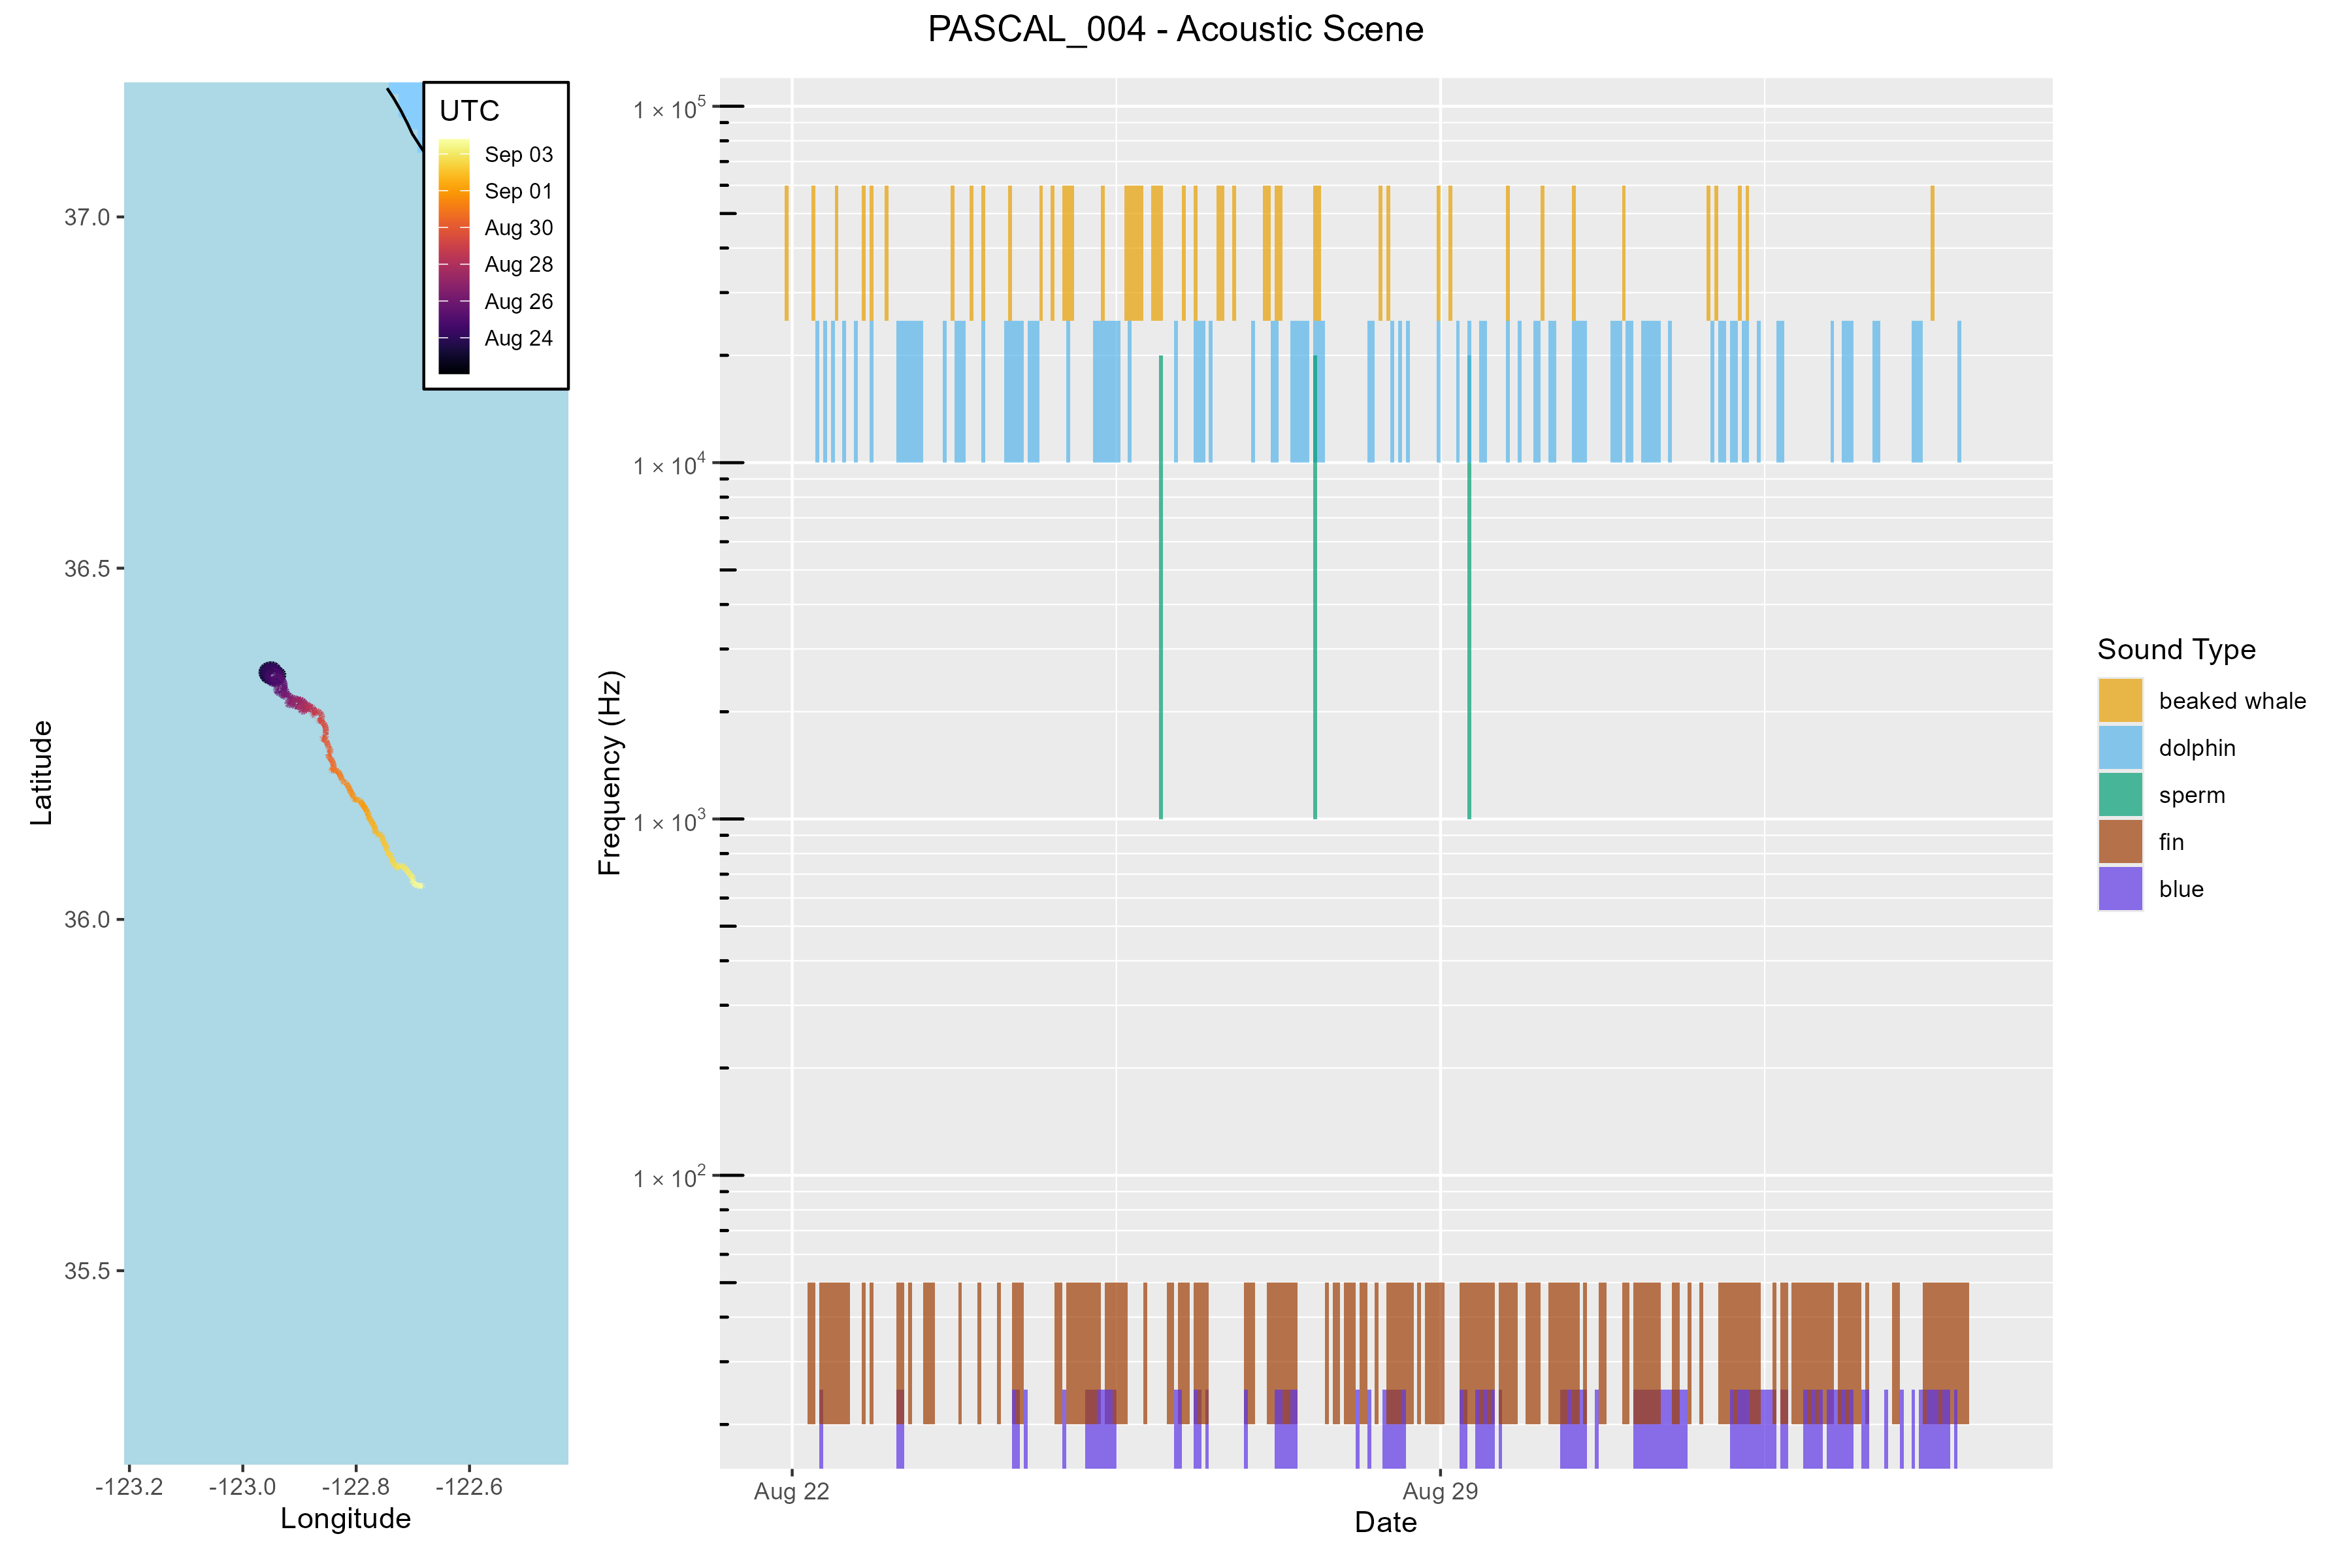 PASCAL_004 - Acoustic Scene
UTC
Sep 03
Sep 01
Aug 30
Aug 28
Aug 26
Aug 24
37.0
36.5
36.0
35.5
Latitude
-123.2 -123.0 -122.8 -122.6
Longitude
1 × 10⁵
1 × 10⁴
1 × 10³
1 × 10²
Frequency (Hz)
Aug 22 Aug 29
Date
Sound Type
beaked whale
dolphin
sperm
fin
blue